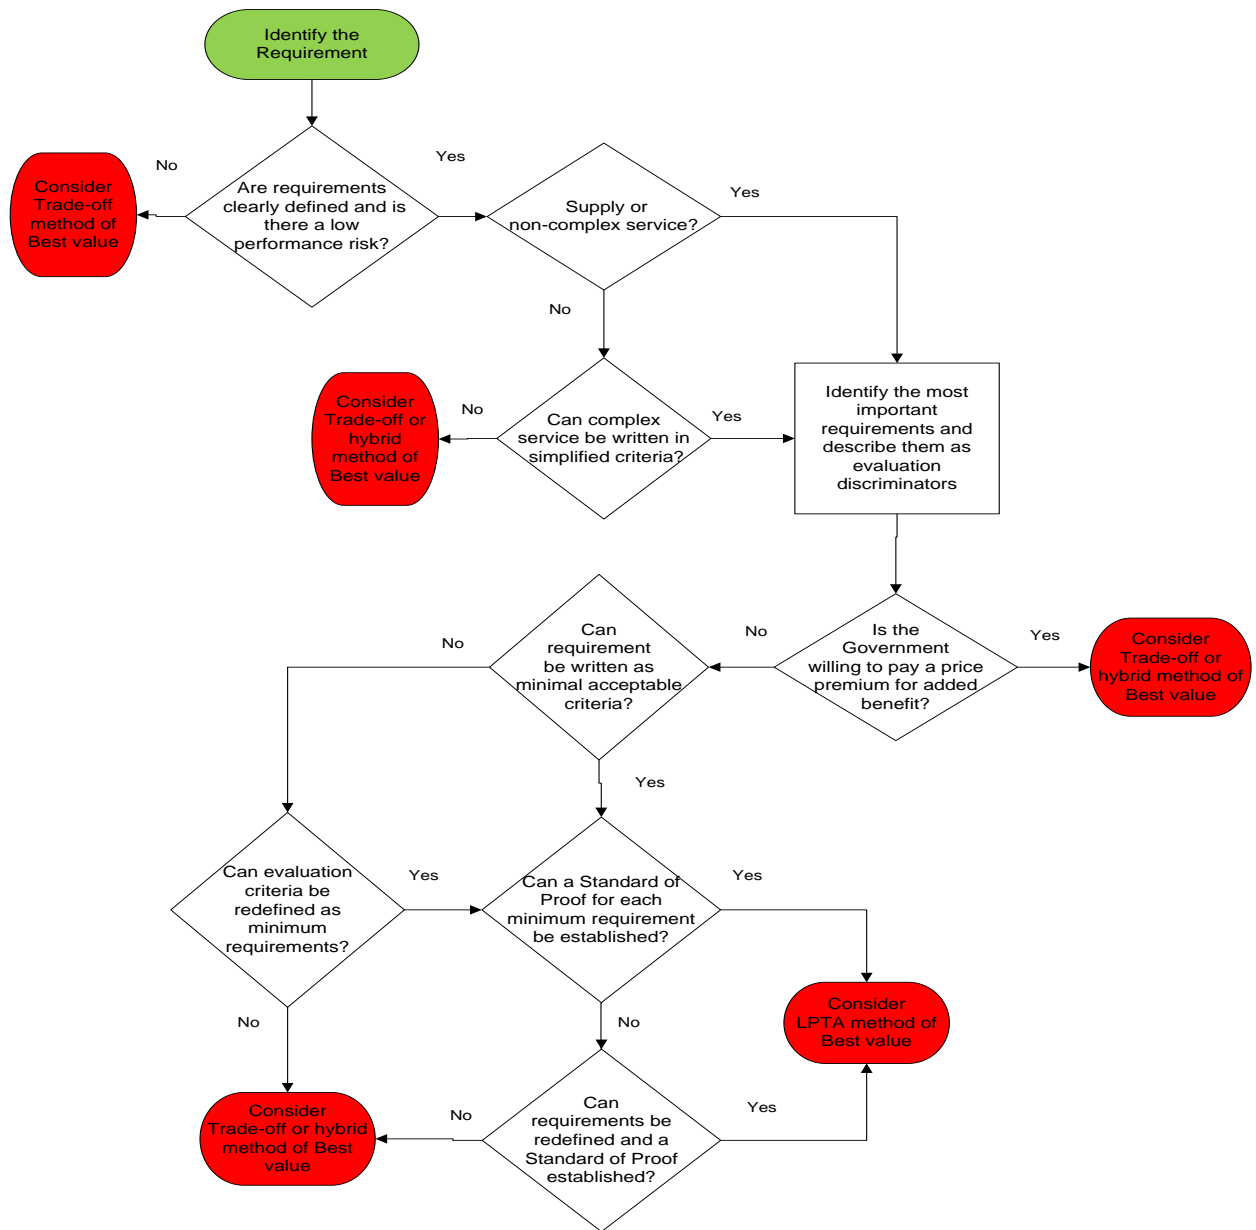 Identify the
Requirement
No
Yes
Consider
Trade-off
method of
Best value
Are requirements
clearly defined and is
there a low
performance risk?
Supply or
non-complex service?
Yes
No
Consider
Trade-off or
hybrid
method of
Best value
No
Can complex
service be written in
simplified criteria?
Yes
Identify the most
important
requirements and
describe them as
evaluation
discriminators
No
Can
requirement
be written as
minimal acceptable
criteria?
No
Is the
Government
willing to pay a price
premium for added
benefit?
Yes
Consider
Trade-off or
hybrid method of
Best value
Yes
Can evaluation
criteria be
redefined as
minimum
requirements?
Yes
Can a Standard of
Proof for each
minimum requirement
be established?
Yes
No
No
Consider
LPTA method of
Best value
Consider
Trade-off or hybrid
method of Best
value
No
Can
requirements be
redefined and a
Standard of Proof
established?
Yes